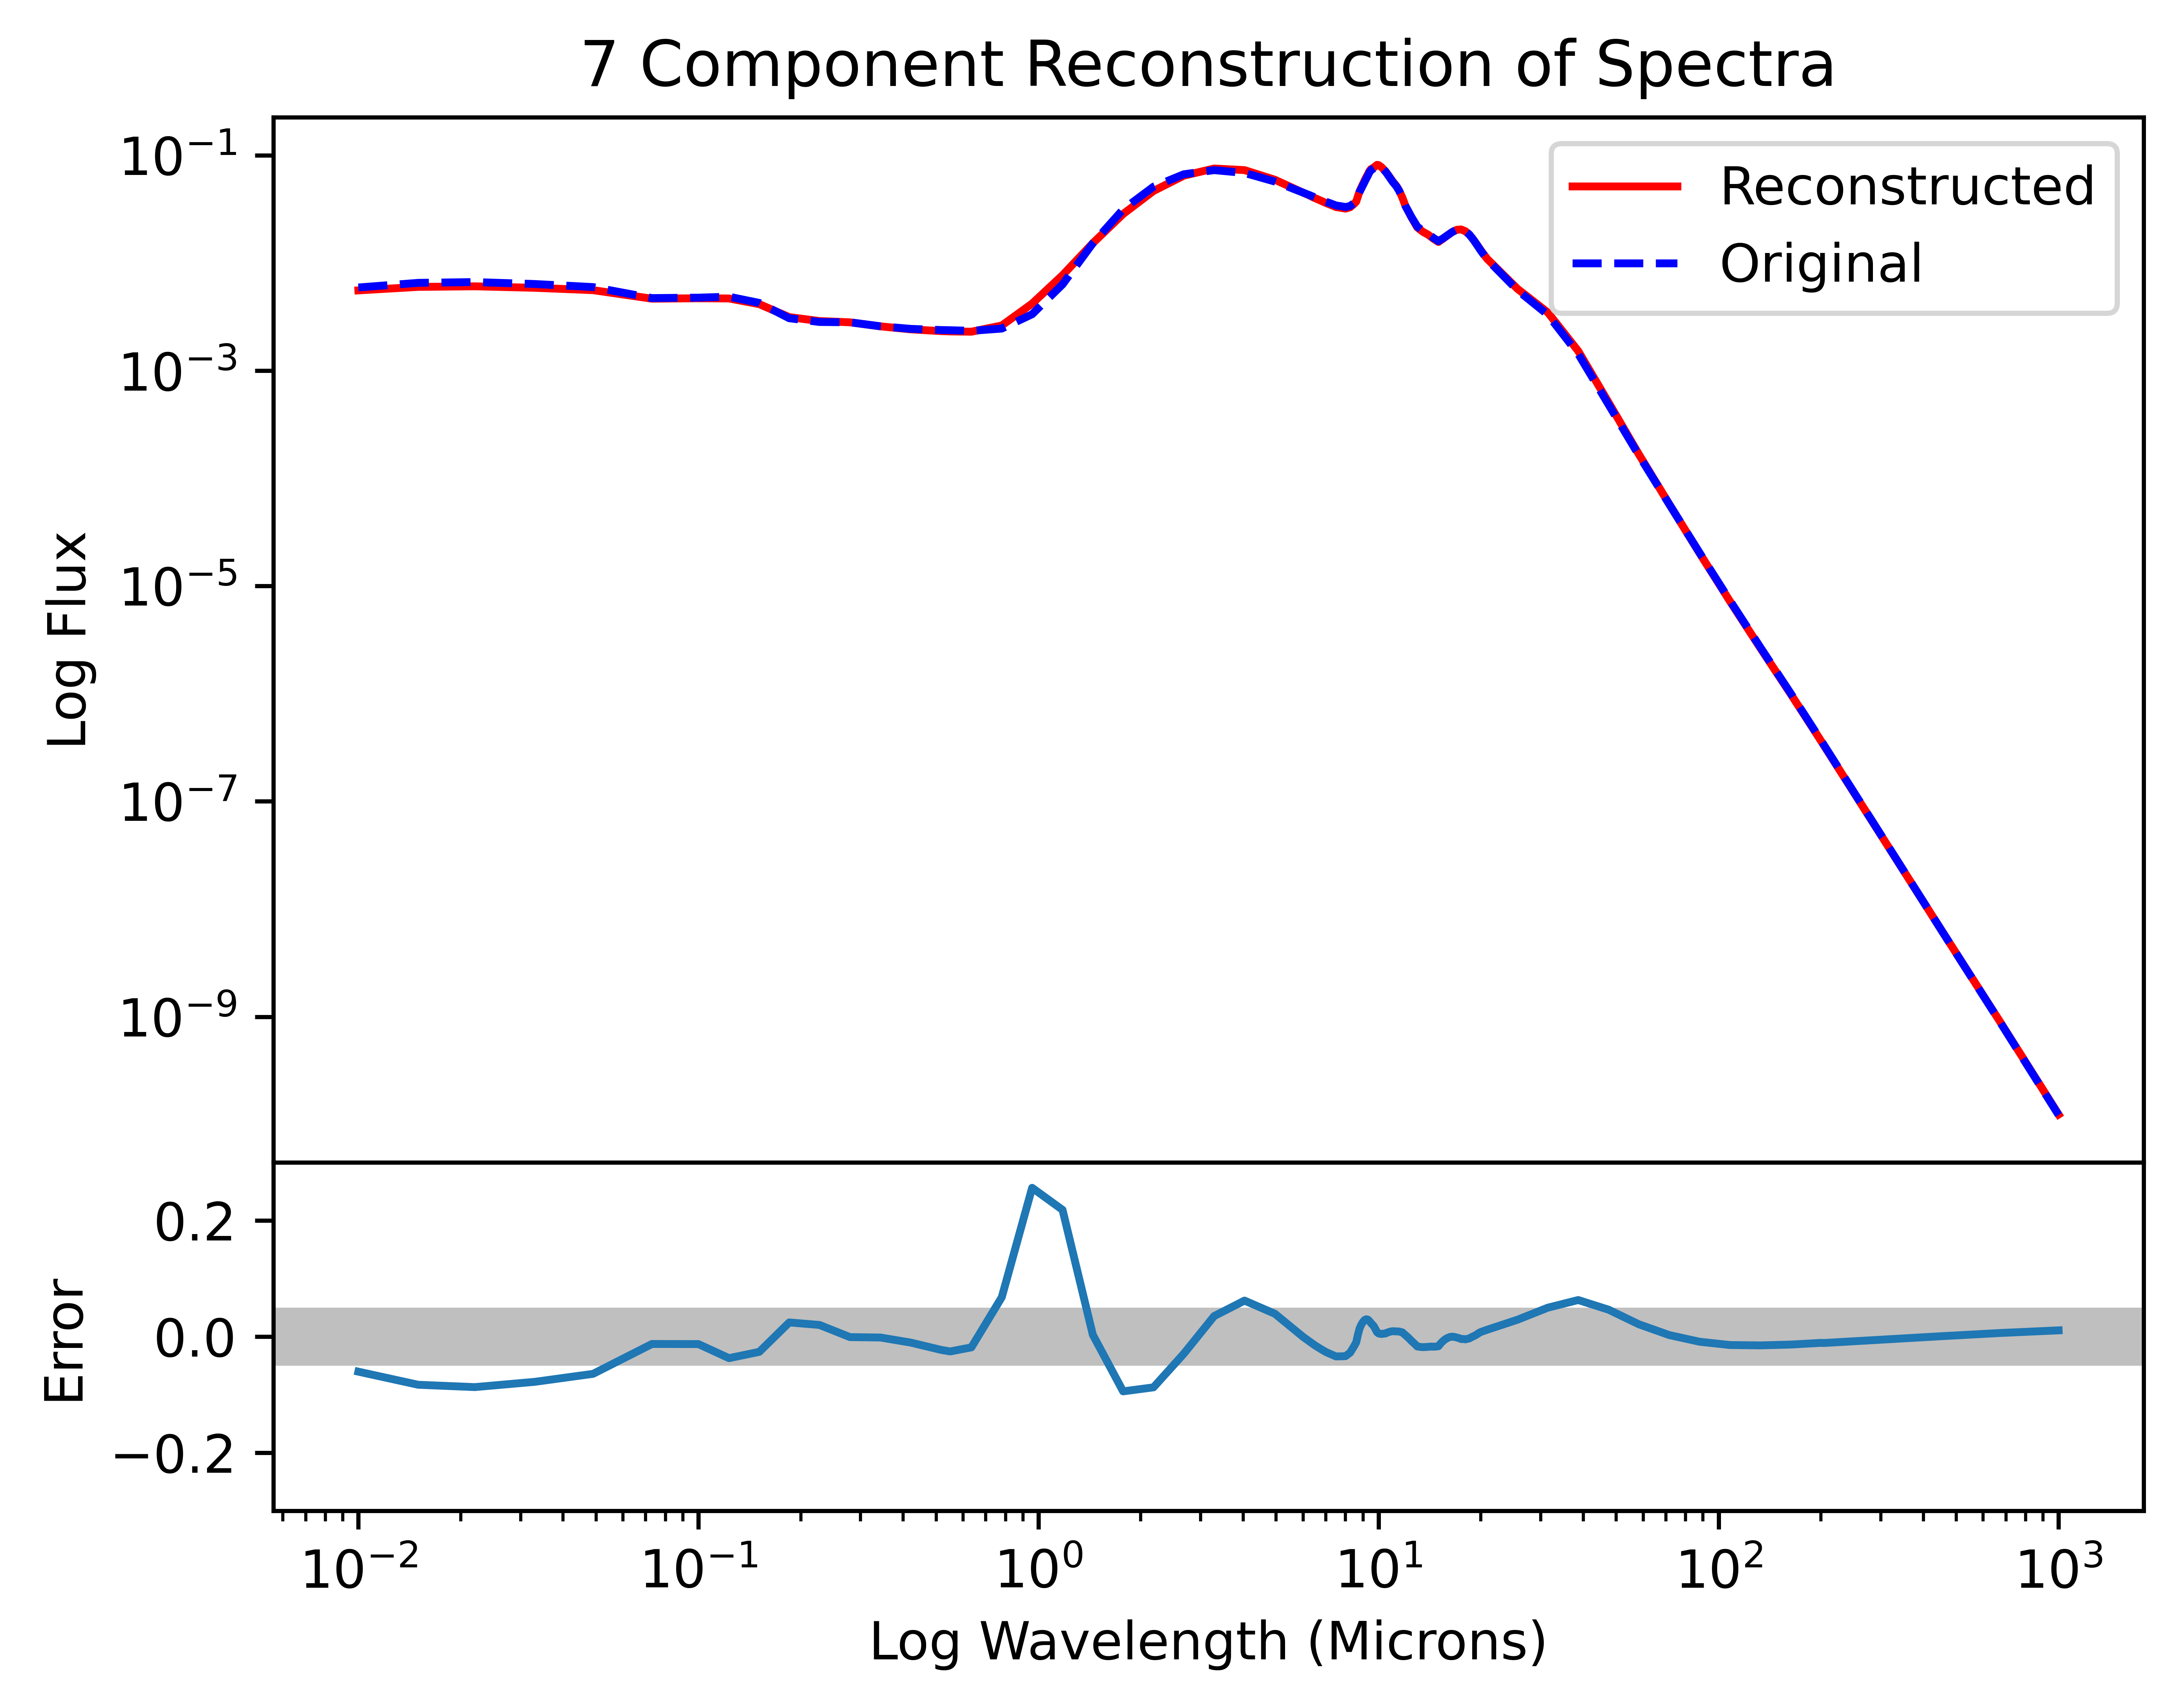 7 Component Reconstruction of Spectra
10⁻¹
10⁻³
10⁻⁵
10⁻⁷
10⁻⁹
Log Flux
Reconstructed
Original
0.2
0.0
−0.2
Error
10⁻² 10⁻¹ 10⁰ 10¹ 10² 10³
Log Wavelength (Microns)